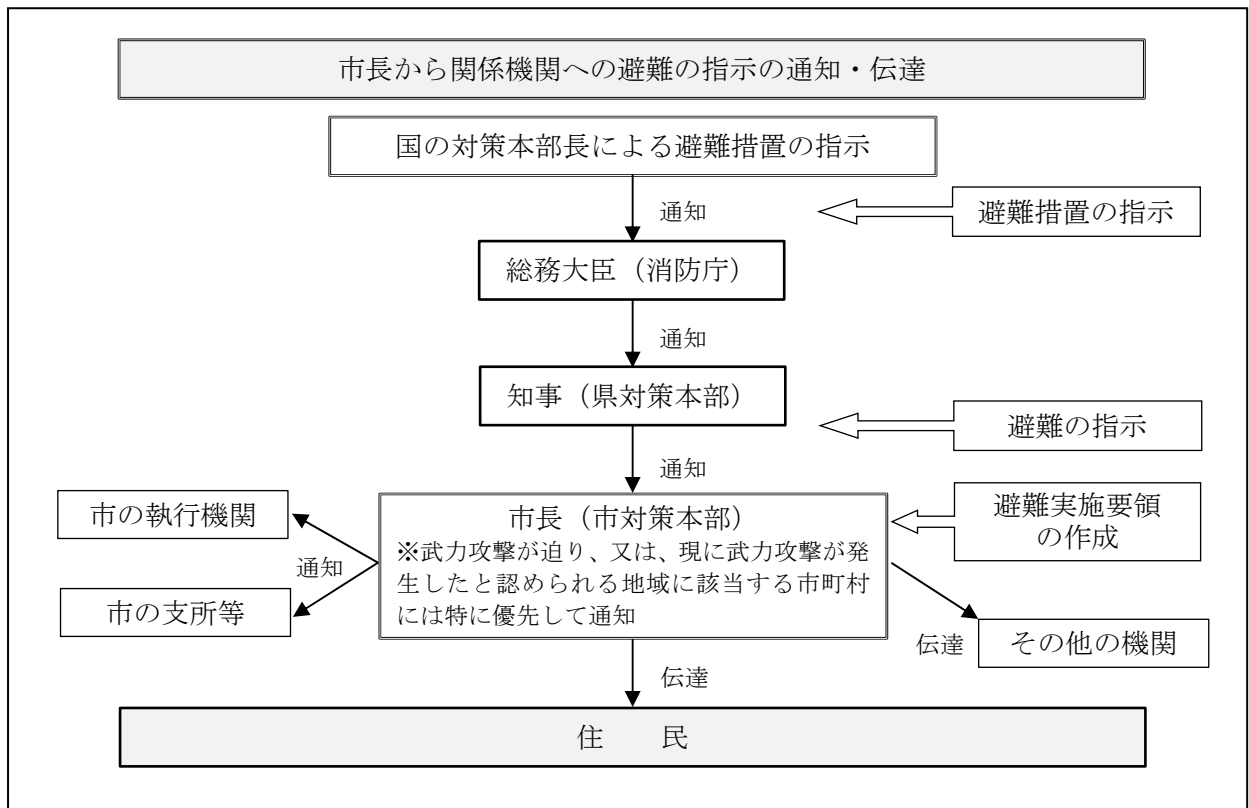 市長から関係機関への避難の指示の通知・伝達
国の対策本部長による避難措置の指示
通知
避難措置の指示
総務大臣（消防庁）
通知
知事（県対策本部）
避難の指示
通知
市の執行機関
通知
市の支所等
市長（市対策本部）
※武力攻撃が迫り、又は、現に武力攻撃が発
生したと認められる地域に該当する市町村
には特に優先して通知
避難実施要領
の作成
伝達
その他の機関
伝達
住　　民